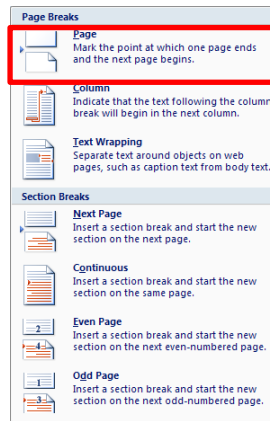 Page Breaks
Page
Mark the point at which one page ends
and the next page begins.
Column
Indicate that the text following the column
break will begin in the next column.
Text Wrapping
Separate text around objects on web
pages, such as caption text from body text.
Section Breaks
Next Page
Insert a section break and start the new
section on the next page.
Continuous
Insert a section break and start the new
section on the same page.
2
4
Even Page
Insert a section break and start the new
section on the next even-numbered page.
1
3
Odd Page
Insert a section break and start the new
section on the next odd-numbered page.